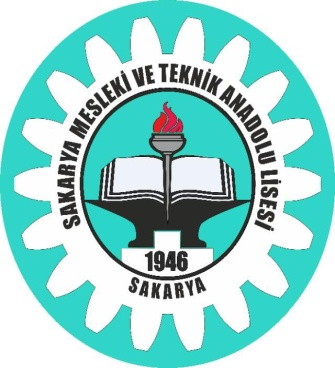 SAKARYA MESLEKİ VE TEKNİK ANADOLU LİSESİ
1946
SAKARYA